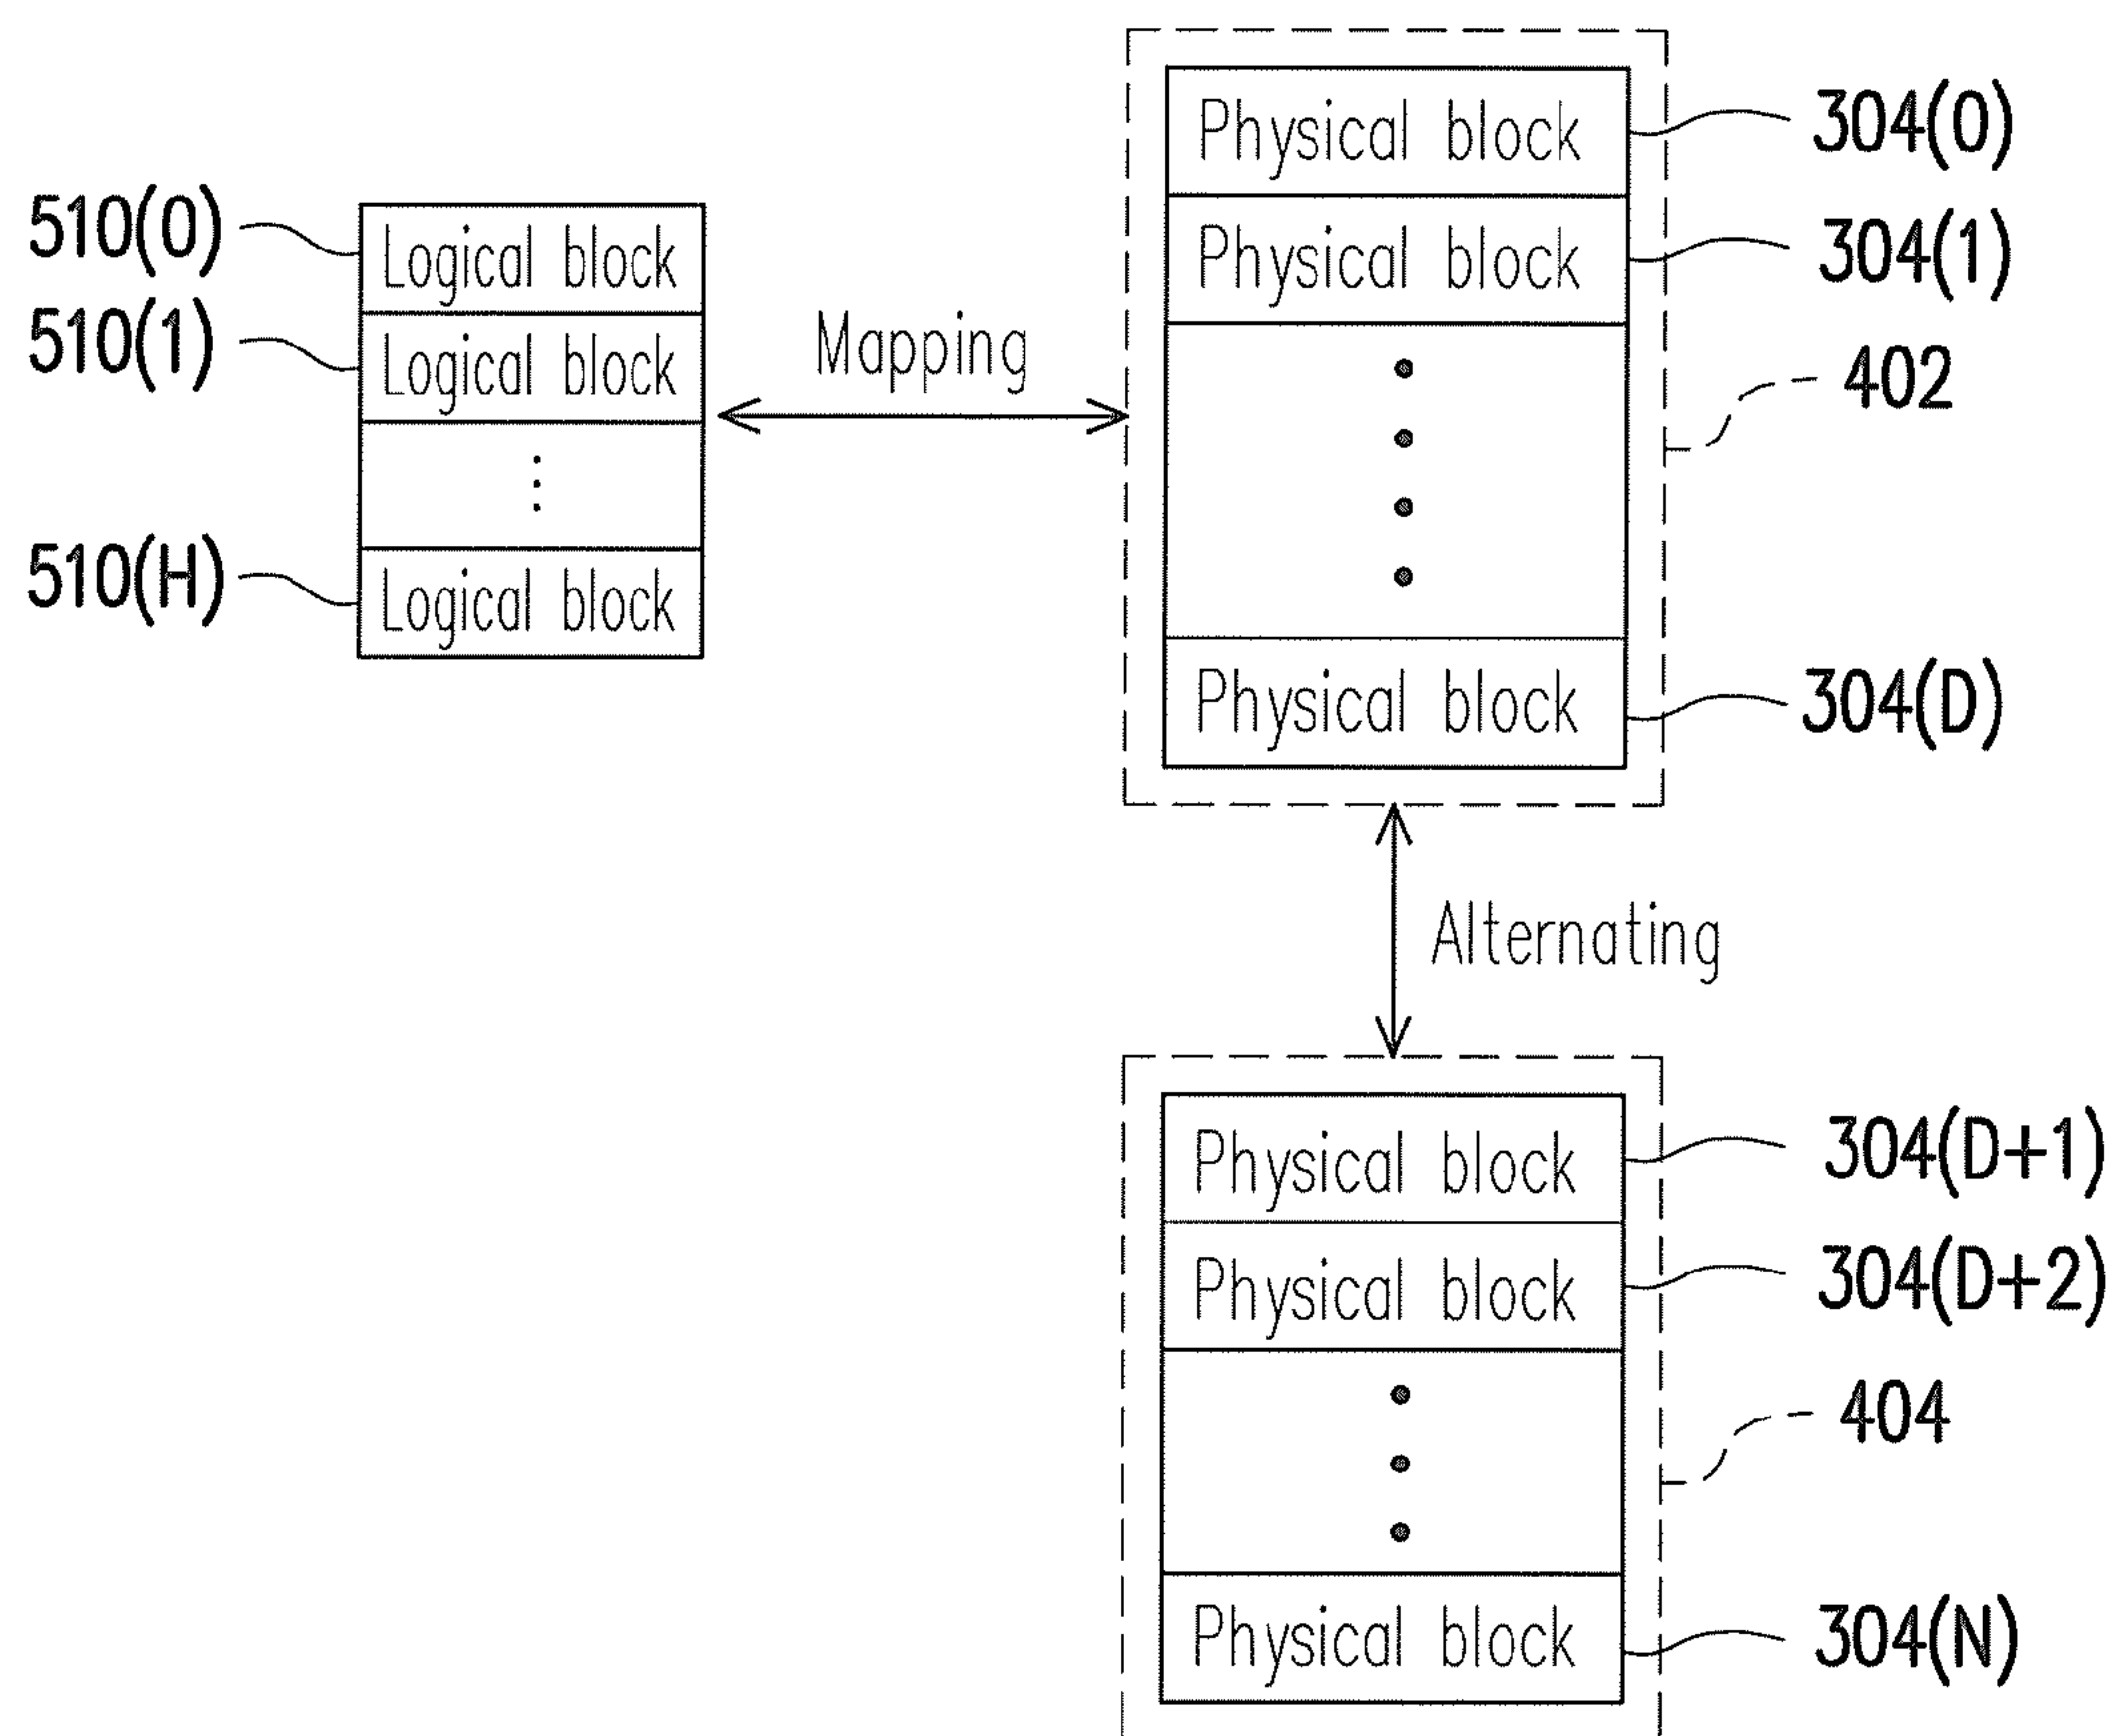 510(0)
Logical block
510(1)
Logical block
510(H)
Logical block
Mapping
Physical block
304(0)
Physical block
304(1)
402
Physical block
304(D)
Alternating
Physical block
304(D+1)
Physical block
304(D+2)
404
Physical block
304(N)